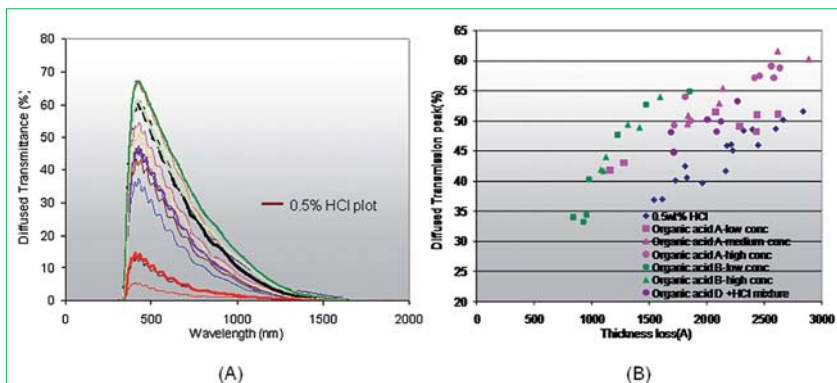 80
70
60
50
40
30
20
10
0
Diffused Transmittance (%)
0.5% HCl plot
0
500
1000
1500
2000
Wavelength (nm)
(A)
65
60
55
50
45
40
35
30
25
20
Diffused Transmission peak(%)
0.5wt% HCl
Organic acid A-low conc
Organic acid A-medium conc
Organic acid A-high conc
Organic acid B-low conc
Organic acid B-high conc
Organic acid D +HCl mixture
0
500
1000
1500
2000
2500
3000
Thickness loss(A)
(B)